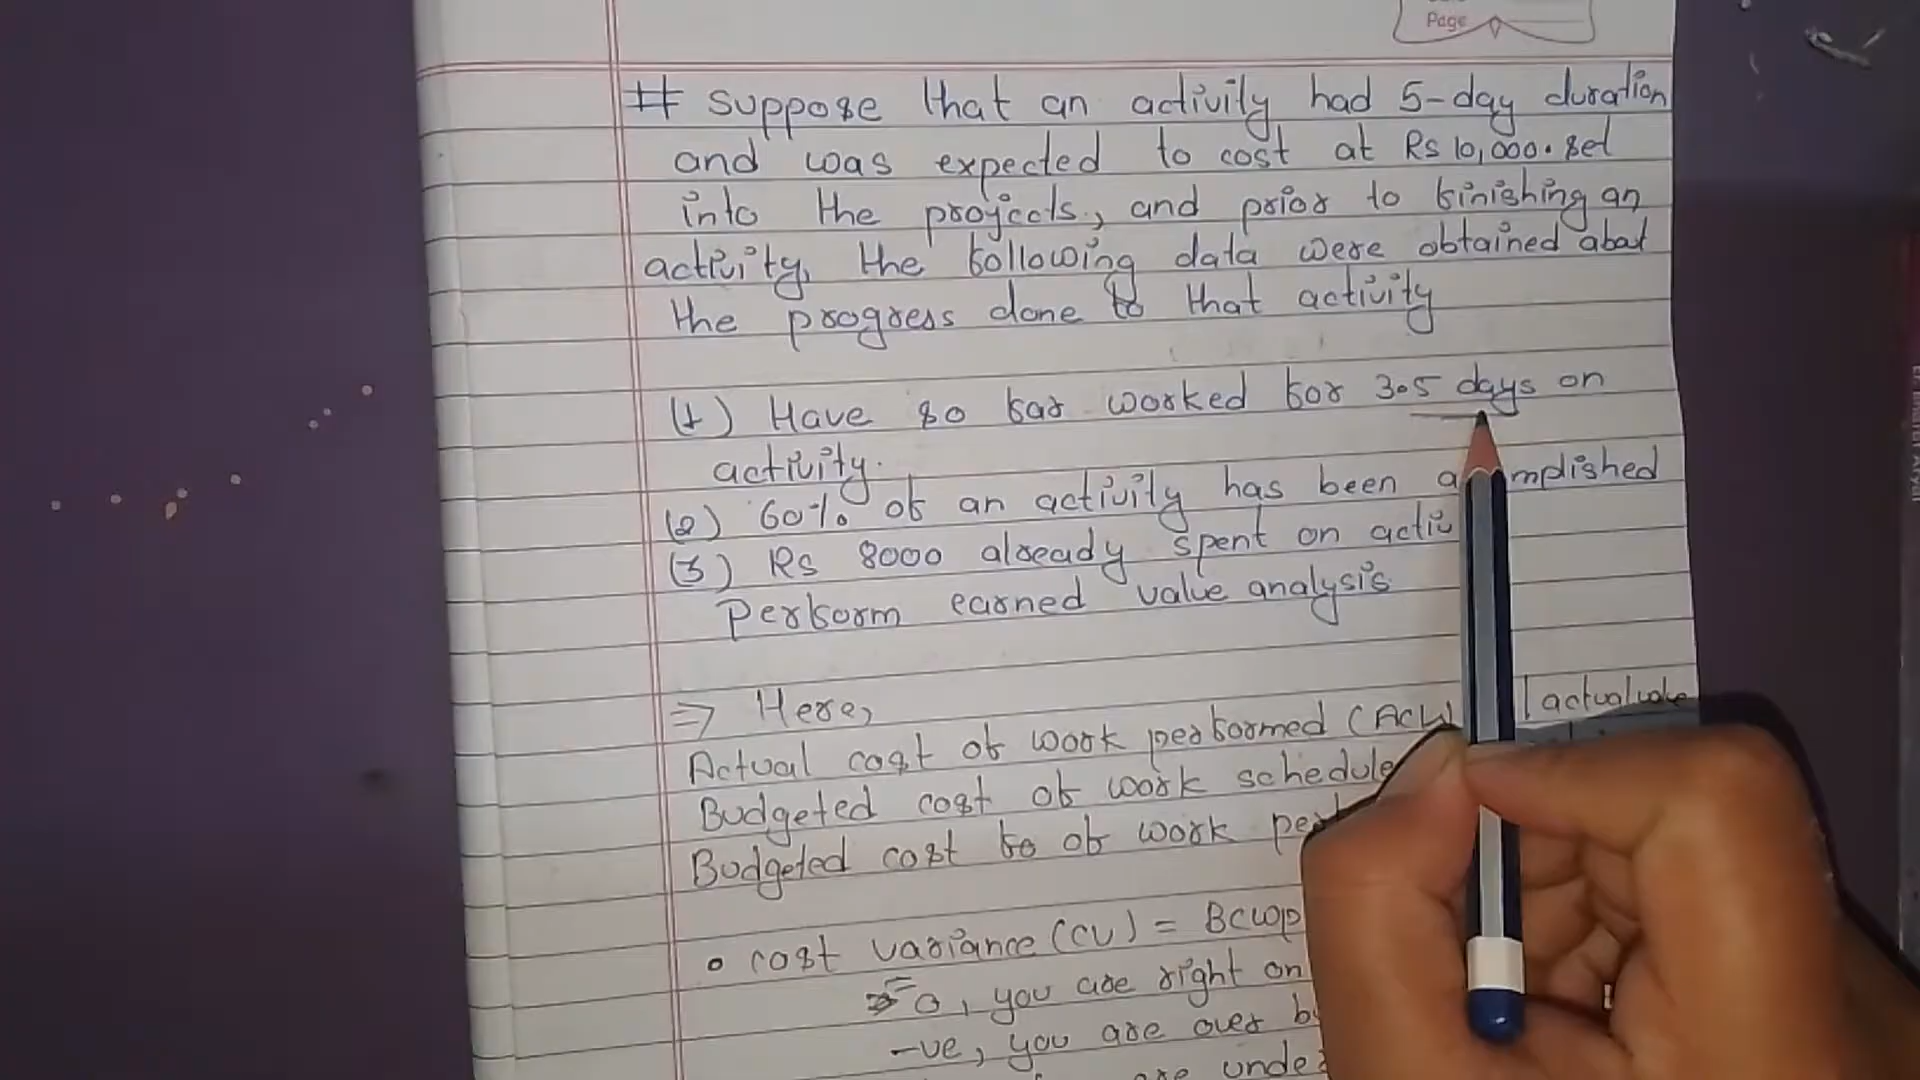 Page
# suppose that an activity had 5-day duration
and was expected to cost at Rs 10,000. set
into the projects, and prior to finishing an
activity, the following data were obtained about
the progress done to that activity
(1) Have so far worked for 3.5 days on
activity.
(2) 60% of an activity has been
(3) Rs 8000 already spent on
Perform earned value analysis
⇒ Here,
Actual cost of work performed (ACW
Budgeted cost of work schedule
Budgeted cost fo of work
• cost variance (CV) = BCWP
= 0, you are right on
-ve, you are over
are under